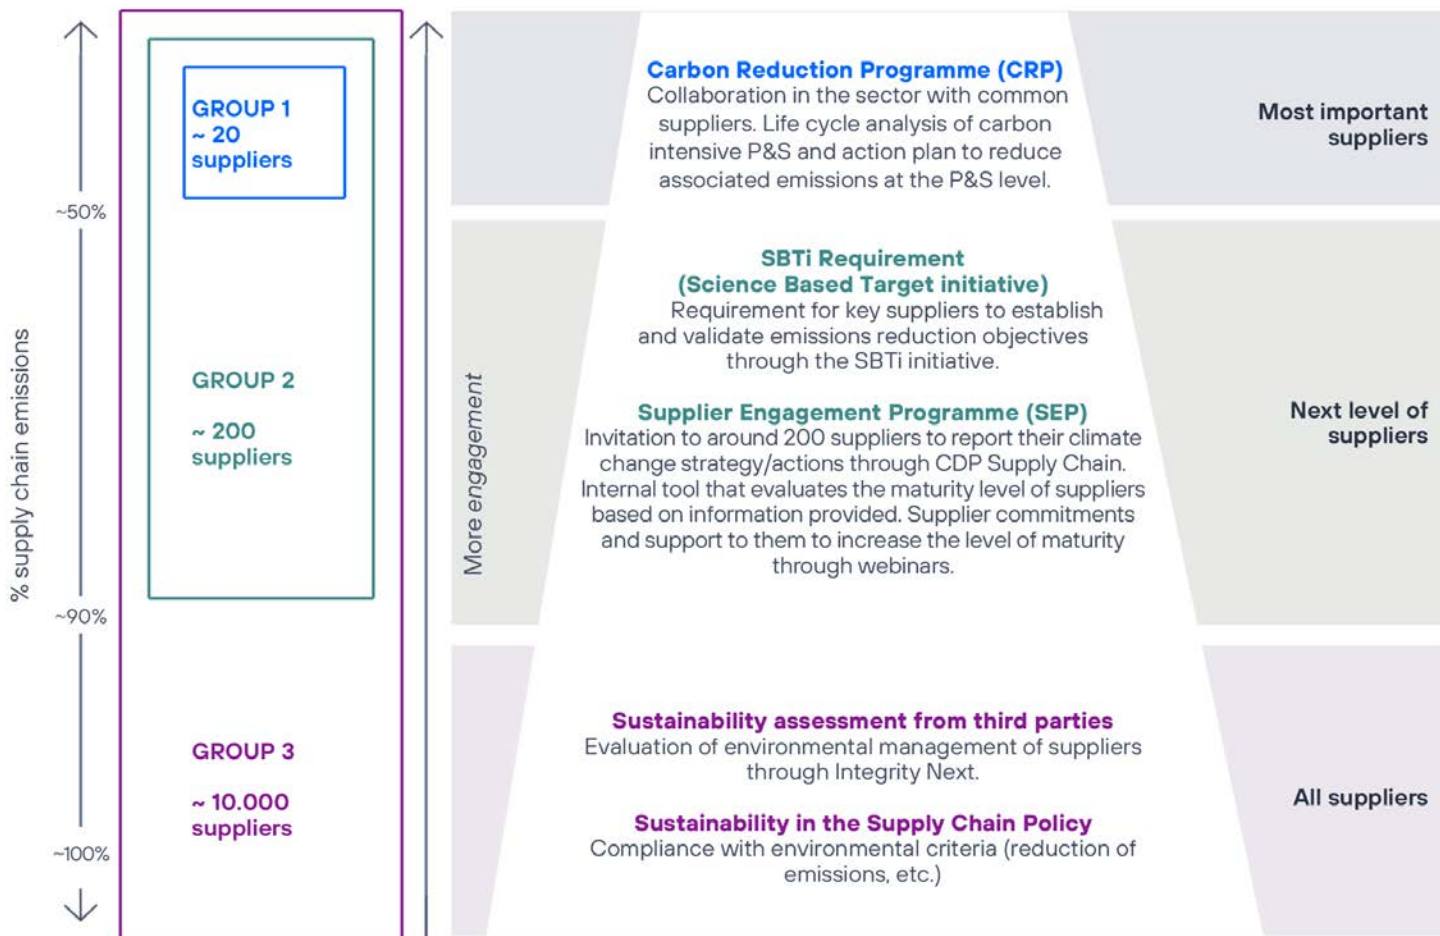 % supply chain emissions
~50%
~90%
~100%
GROUP 1
~ 20
suppliers
GROUP 2
~ 200
suppliers
GROUP 3
~ 10.000
suppliers
More engagement
Carbon Reduction Programme (CRP)
Collaboration in the sector with common
suppliers. Life cycle analysis of carbon
intensive P&S and action plan to reduce
associated emissions at the P&S level.
Most important
suppliers
SBTi Requirement
(Science Based Target initiative)
Requirement for key suppliers to establish
and validate emissions reduction objectives
through the SBTi initiative.
Supplier Engagement Programme (SEP)
Invitation to around 200 suppliers to report their climate
change strategy/actions through CDP Supply Chain.
Internal tool that evaluates the maturity level of suppliers
based on information provided. Supplier commitments
and support to them to increase the level of maturity
through webinars.
Next level of
suppliers
Sustainability assessment from third parties
Evaluation of environmental management of suppliers
through Integrity Next.
Sustainability in the Supply Chain Policy
Compliance with environmental criteria (reduction of
emissions, etc.)
All suppliers